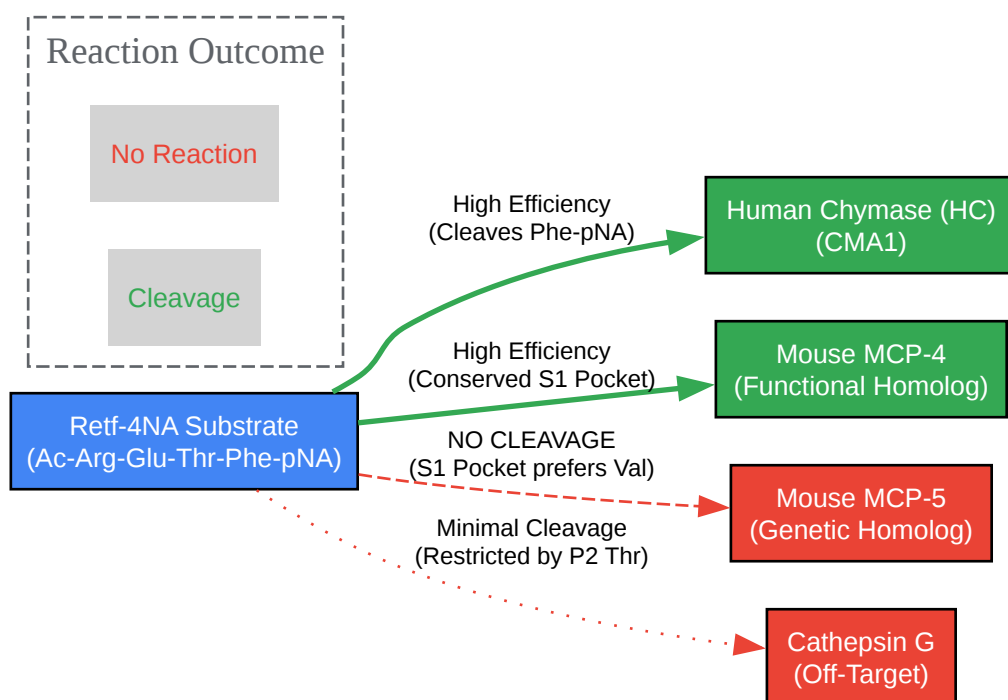 Reaction Outcome
No Reaction
Cleavage
High Efficiency
(Cleaves Phe-pNA)
Human Chymase (HC)
(CMA1)
High Efficiency
(Conserved S1 Pocket)
Mouse MCP-4
(Functional Homolog)
Retf-4NA Substrate
(Ac-Arg-Glu-Thr-Phe-pNA)
NO CLEAVAGE
(S1 Pocket prefers Val)
Mouse MCP-5
(Genetic Homolog)
Minimal Cleavage
(Restricted by P2 Thr)
Cathepsin G
(Off-Target)